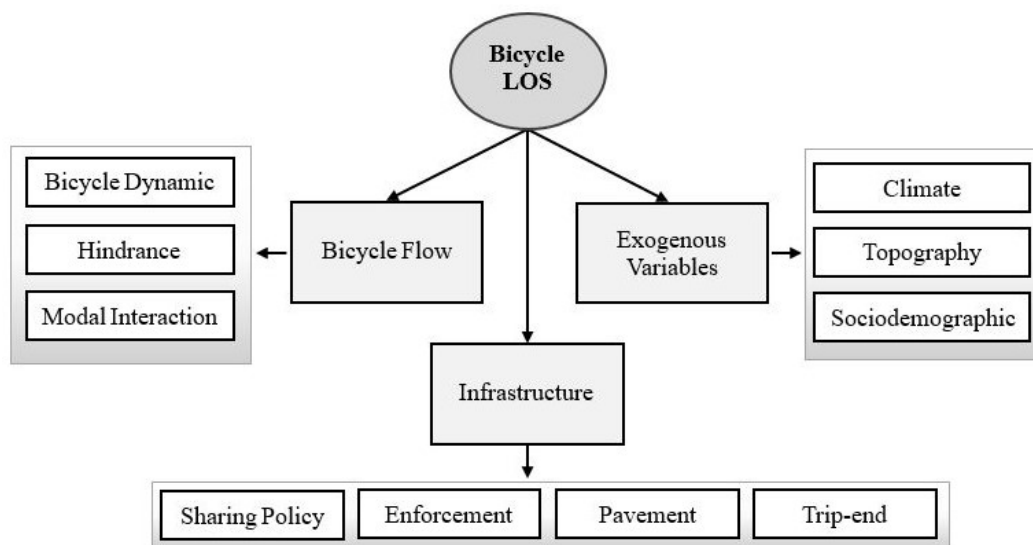 Bicycle
LOS
Bicycle Dynamic
Hindrance
Modal Interaction
Bicycle Flow
Exogenous
Variables
Climate
Topography
Sociodemographic
Infrastructure
Sharing Policy
Enforcement
Pavement
Trip-end